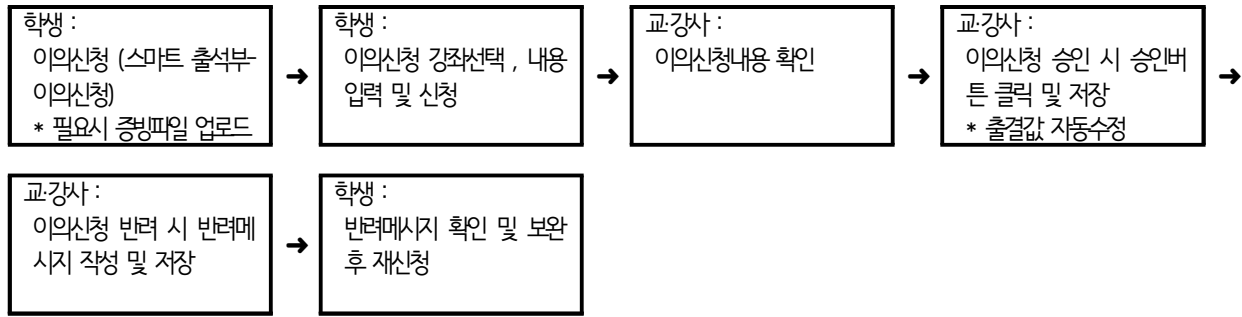 학생 :
이의신청 (스마트 출석부-
이의신청)
* 필요시 증빙파일 업로드
➜
학생 :
이의신청 강좌선택 , 내용
입력 및 신청
➜
교·강사 :
이의신청내용 확인
➜
교·강사 :
이의신청 승인 시 승인버
튼 클릭 및 저장
* 출결값 자동수정
➜
교·강사 :
이의신청 반려 시 반려메
시지 작성 및 저장
➜
학생 :
반려메시지 확인 및 보완
후 재신청